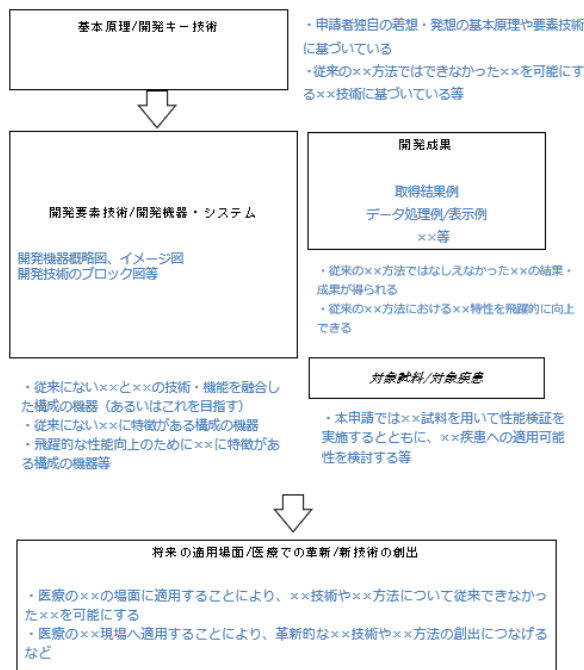 基本原理/開発キー技術
・申請者独自の着想・発想の基本原理や要素技術
に基づいている
・従来の××方法ではできなかった××を可能にす
る××技術に基づいている等
開発要素技術/開発機器・システム
開発機器概略図、イメージ図
開発技術のブロック図等
開発成果
取得結果例
データ処理例/表示例
××等
・従来の××方法ではなしえなかった××の結果・
成果が得られる
・従来の××方法における××特性を飛躍的に向上
できる
・従来にない××と××の技術・機能を融合し
た構成の機器（あるいはこれを目指す）
・従来にない××に特徴がある構成の機器
・飛躍的な性能向上のために××に特徴があ
る構成の機器等
対象試料/対象疾患
・本申請では××試料を用いて性能検証を
実施するとともに、××疾患への適用可能
性を検討する等
将来の適用場面/医療での革新/新技術の創出
・医療の××の場面に適用することにより、××技術や××方法について従来できなかっ
た××を可能にする
・医療の××現場へ適用することにより、革新的な××技術や××方法の創出につなげる
など